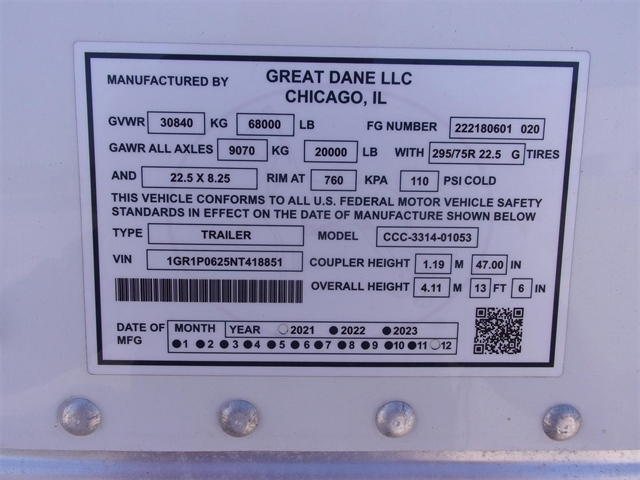 MANUFACTURED BY GREAT DANE LLC
CHICAGO, IL
GVWR 30840 KG 68000 LB FG NUMBER 222180601 020
GAWR ALL AXLES 9070 KG 20000 LB WITH 295/75R 22.5 G TIRES
AND 22.5 X 8.25 RIM AT 760 KPA 110 PSI COLD
THIS VEHICLE CONFORMS TO ALL U.S. FEDERAL MOTOR VEHICLE SAFETY
STANDARDS IN EFFECT ON THE DATE OF MANUFACTURE SHOWN BELOW
TYPE TRAILER MODEL CCC-3314-01053
VIN 1GR1P0625NT418851 COUPLER HEIGHT 1.19 M 47.00 IN
OVERALL HEIGHT 4.11 M 13 FT 6 IN
DATE OF MFG MONTH YEAR 2021 2022 2023
1 2 3 4 5 6 7 8 9 10 11 12